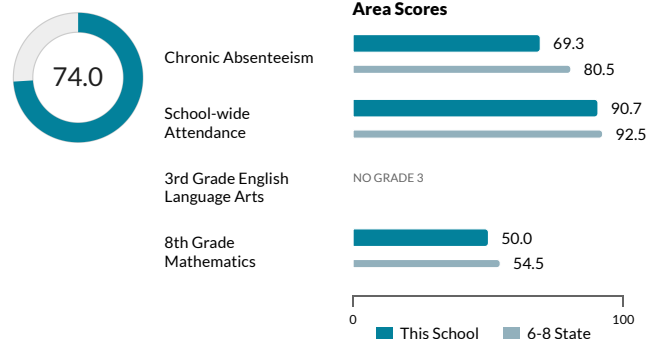 Area Scores
74.0
Chronic Absenteeism
69.3
80.5
School-wide
Attendance
90.7
92.5
3rd Grade English
Language Arts
NO GRADE 3
8th Grade
Mathematics
50.0
54.5
0
100
This School
6-8 State